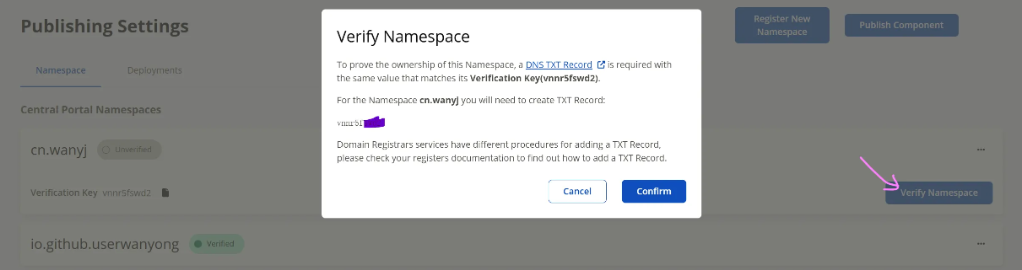 Publishing Settings
Register New
Namespace
Publish Component
Namespace
Deployments
Central Portal Namespaces
cn.wanyj
Unverified
...
Verification Key vnnr5fswd2
Verify Namespace
io.github.userwanyong
Verified
...
Verify Namespace
To prove the ownership of this Namespace, a DNS TXT Record is required with
the same value that matches its Verification Key(vnnr5fswd2).
For the Namespace cn.wanyj you will need to create TXT Record:
vnnr5f
Domain Registrars services have different procedures for adding a TXT Record,
please check your registers documentation to find out how to add a TXT Record.
Cancel
Confirm